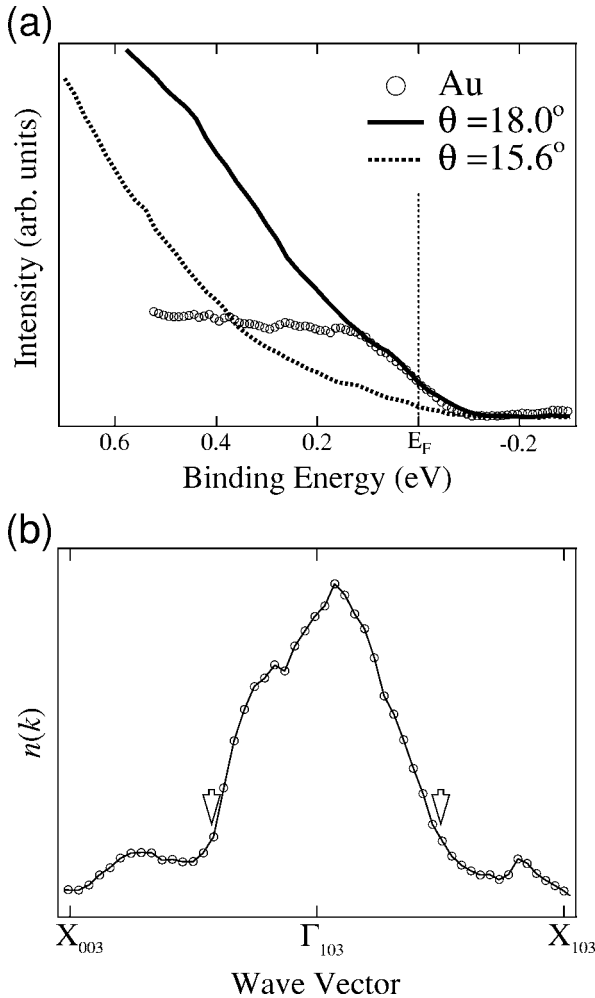 (a)
Au
θ =18.0°
θ =15.6°
Intensity (arb. units)
0.6
0.4
0.2
E_F
-0.2
Binding Energy (eV)
(b)
n(k)
X_003
Γ_103
X_103
Wave Vector